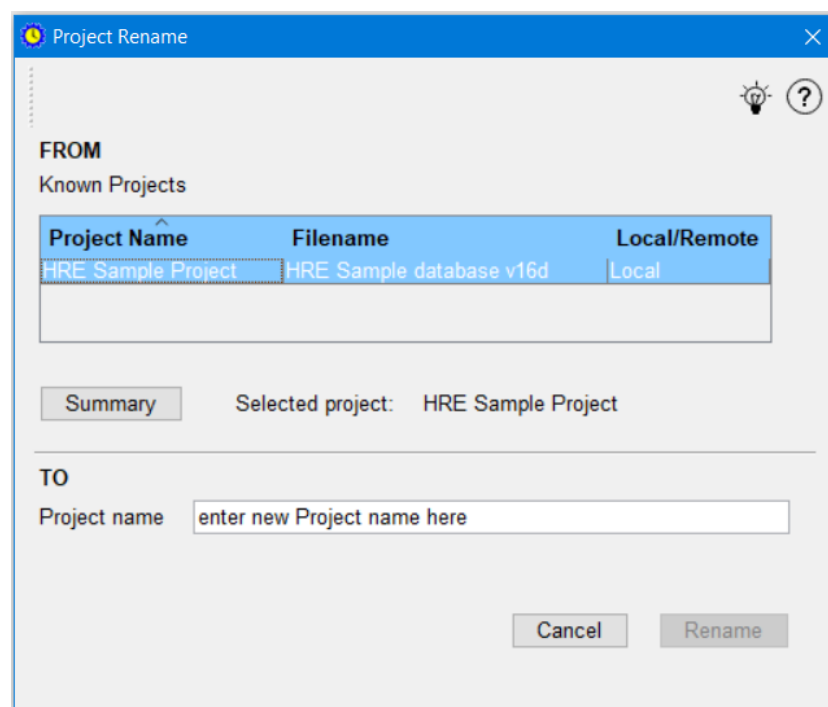 Project Rename
?
FROM
Known Projects
Project Name Filename Local/Remote
HRE Sample Project HRE Sample database v16d Local
Summary Selected project: HRE Sample Project
TO
Project name enter new Project name here
Cancel Rename